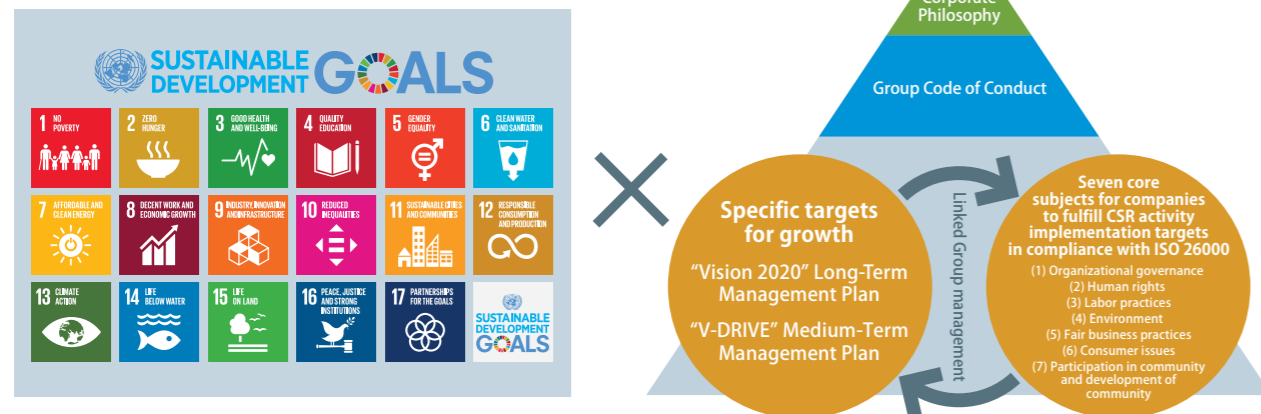 SUSTAINABLE
DEVELOPMENT
GOALS
1 NO
POVERTY
2 ZERO
HUNGER
3 GOOD HEALTH
AND WELL-BEING
4 QUALITY
EDUCATION
5 GENDER
EQUALITY
6 CLEAN WATER
AND SANITATION
7 AFFORDABLE AND
CLEAN ENERGY
8 DECENT WORK AND
ECONOMIC GROWTH
9 INDUSTRY, INNOVATION
AND INFRASTRUCTURE
10 REDUCED
INEQUALITIES
11 SUSTAINABLE CITIES
AND COMMUNITIES
12 RESPONSIBLE
CONSUMPTION
AND PRODUCTION
13 CLIMATE
ACTION
14 LIFE
BELOW WATER
15 LIFE
ON LAND
16 PEACE, JUSTICE
AND STRONG
INSTITUTIONS
17 PARTNERSHIPS
FOR THE GOALS
SUSTAINABLE
DEVELOPMENT
GOALS
Corporate
Philosophy
Group Code of Conduct
Specific targets
for growth
“Vision 2020” Long-Term
Management Plan
“V-DRIVE” Medium-Term
Management Plan
Linked Group management
Seven core
subjects for companies
to fulfill CSR activity
implementation targets
in compliance with ISO 26000
(1) Organizational governance
(2) Human rights
(3) Labor practices
(4) Environment
(5) Fair business practices
(6) Consumer issues
(7) Participation in community
and development of
community